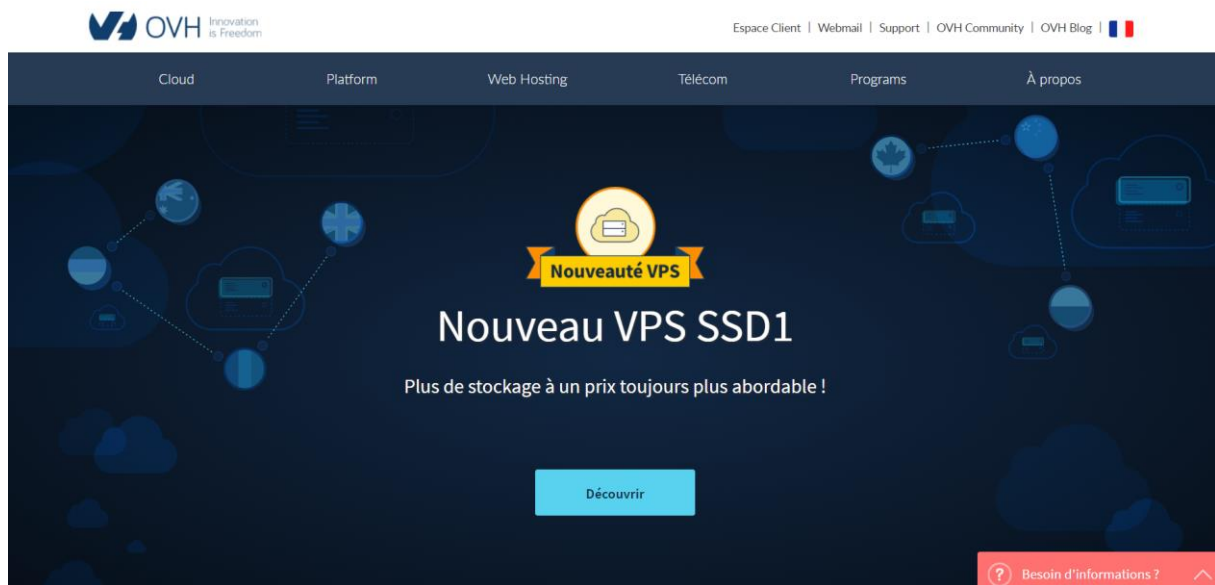 OVH Innovation is Freedom
Espace Client | Webmail | Support | OVH Community | OVH Blog |
Cloud Platform Web Hosting Télécom Programs À propos
Nouveauté VPS
Nouveau VPS SSD1
Plus de stockage à un prix toujours plus abordable !
Découvrir
? Besoin d'informations ?